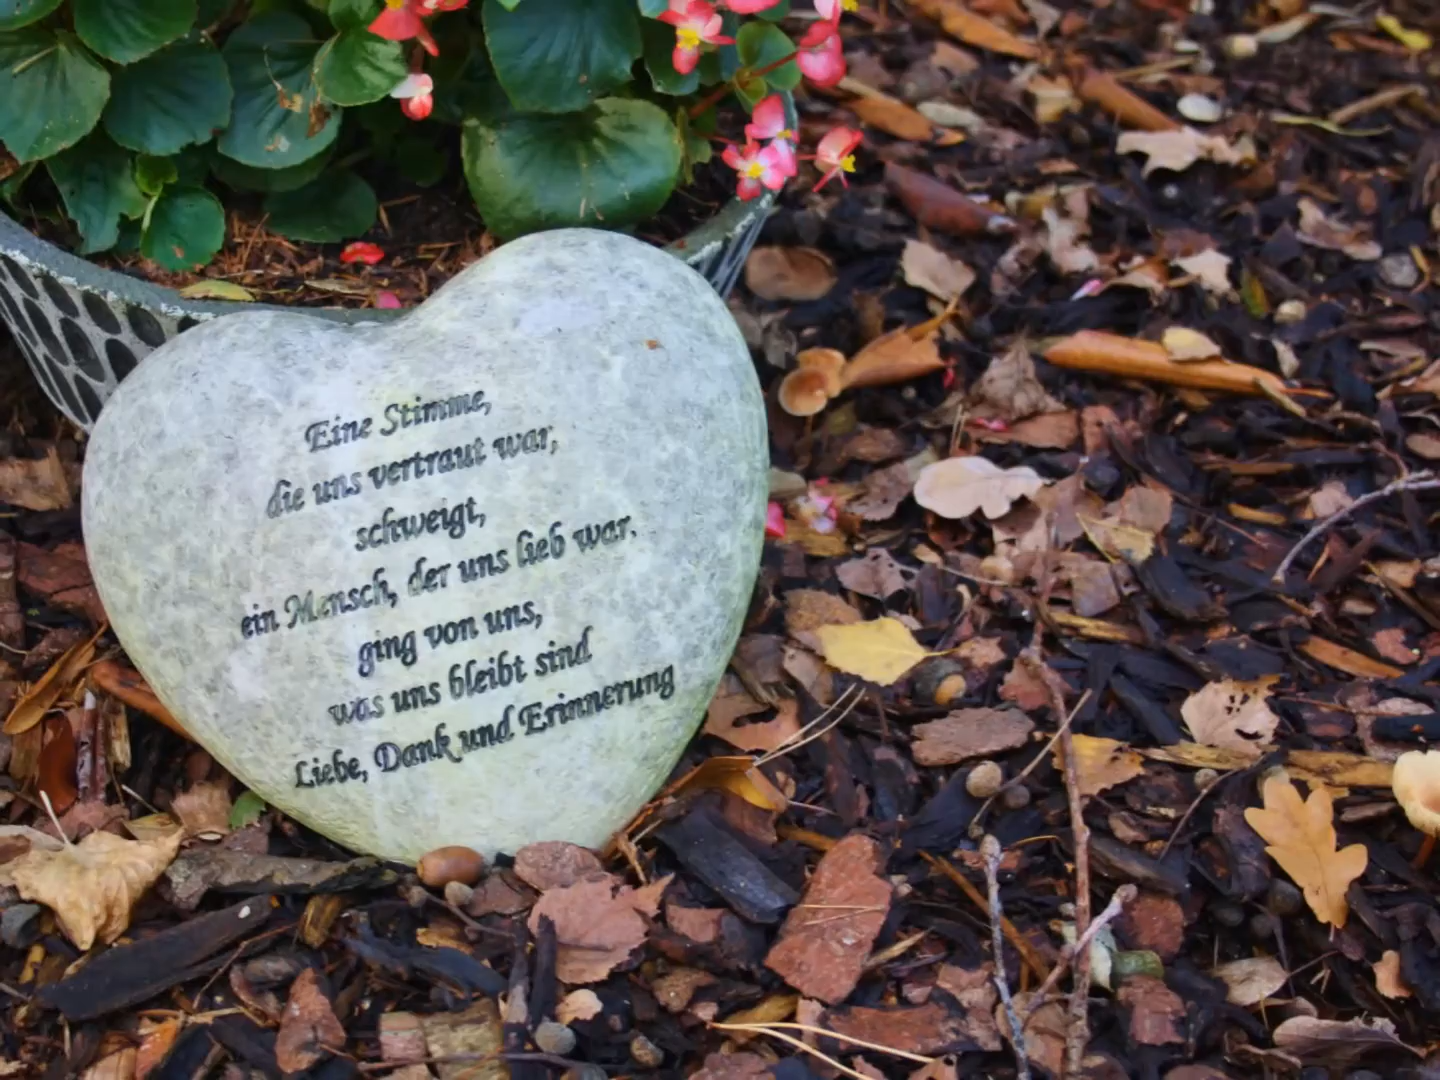 Eine Stimme,
die uns vertraut war,
schweigt,
ein Mensch, der uns lieb war.
ging von uns,
was uns bleibt sind
Liebe, Dank und Erinnerung